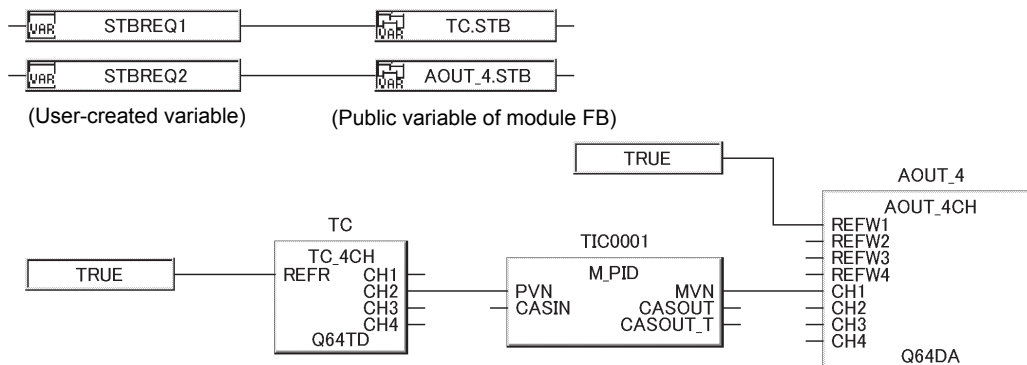 VAR STBREQ1
VAR TC.STB
VAR STBREQ2
VAR AOUT_4.STB
(User-created variable)
(Public variable of module FB)
TRUE
AOUT_4
AOUT_4CH
REFW1
REFW2
REFW3
REFW4
CH1
CH2
CH3
CH4
Q64DA
TC
TC_4CH
REFR CH1
CH2
CH3
CH4
Q64TD
TRUE
TIC0001
M_PID
PVN MVN
CASIN CASOUT
CASOUT_T